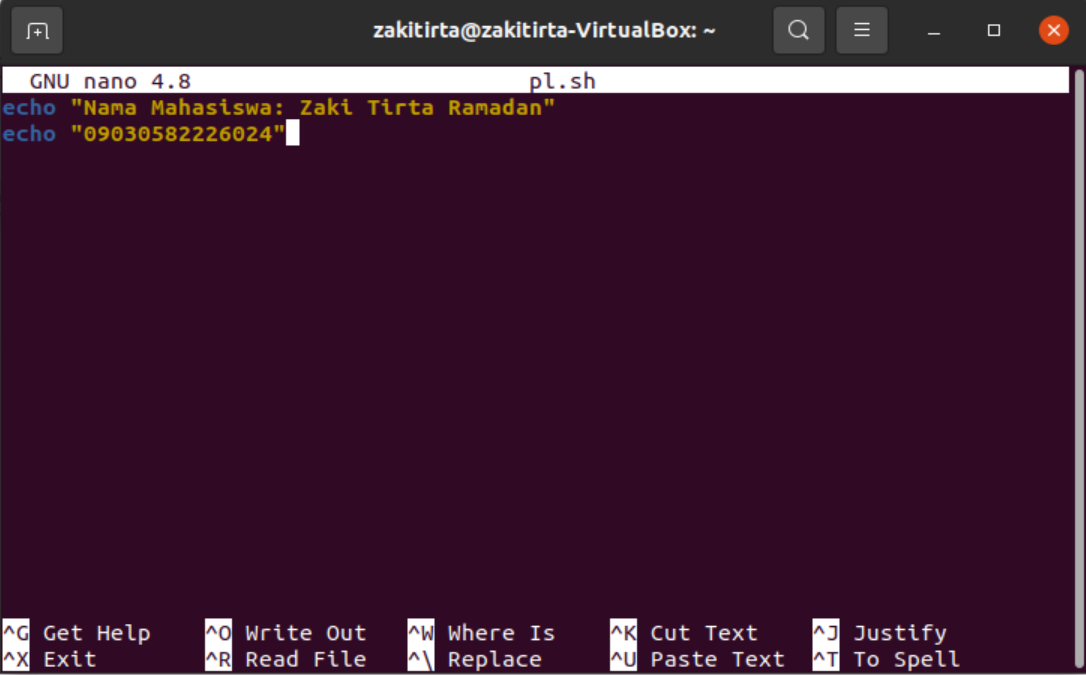 zakitirta@zakitirta-VirtualBox: ~
GNU nano 4.8 pl.sh
echo "Nama Mahasiswa: Zaki Tirta Ramadan"
echo "09030582226024"
^G Get Help ^O Write Out ^W Where Is ^K Cut Text ^J Justify
^X Exit ^R Read File ^\ Replace ^U Paste Text ^T To Spell